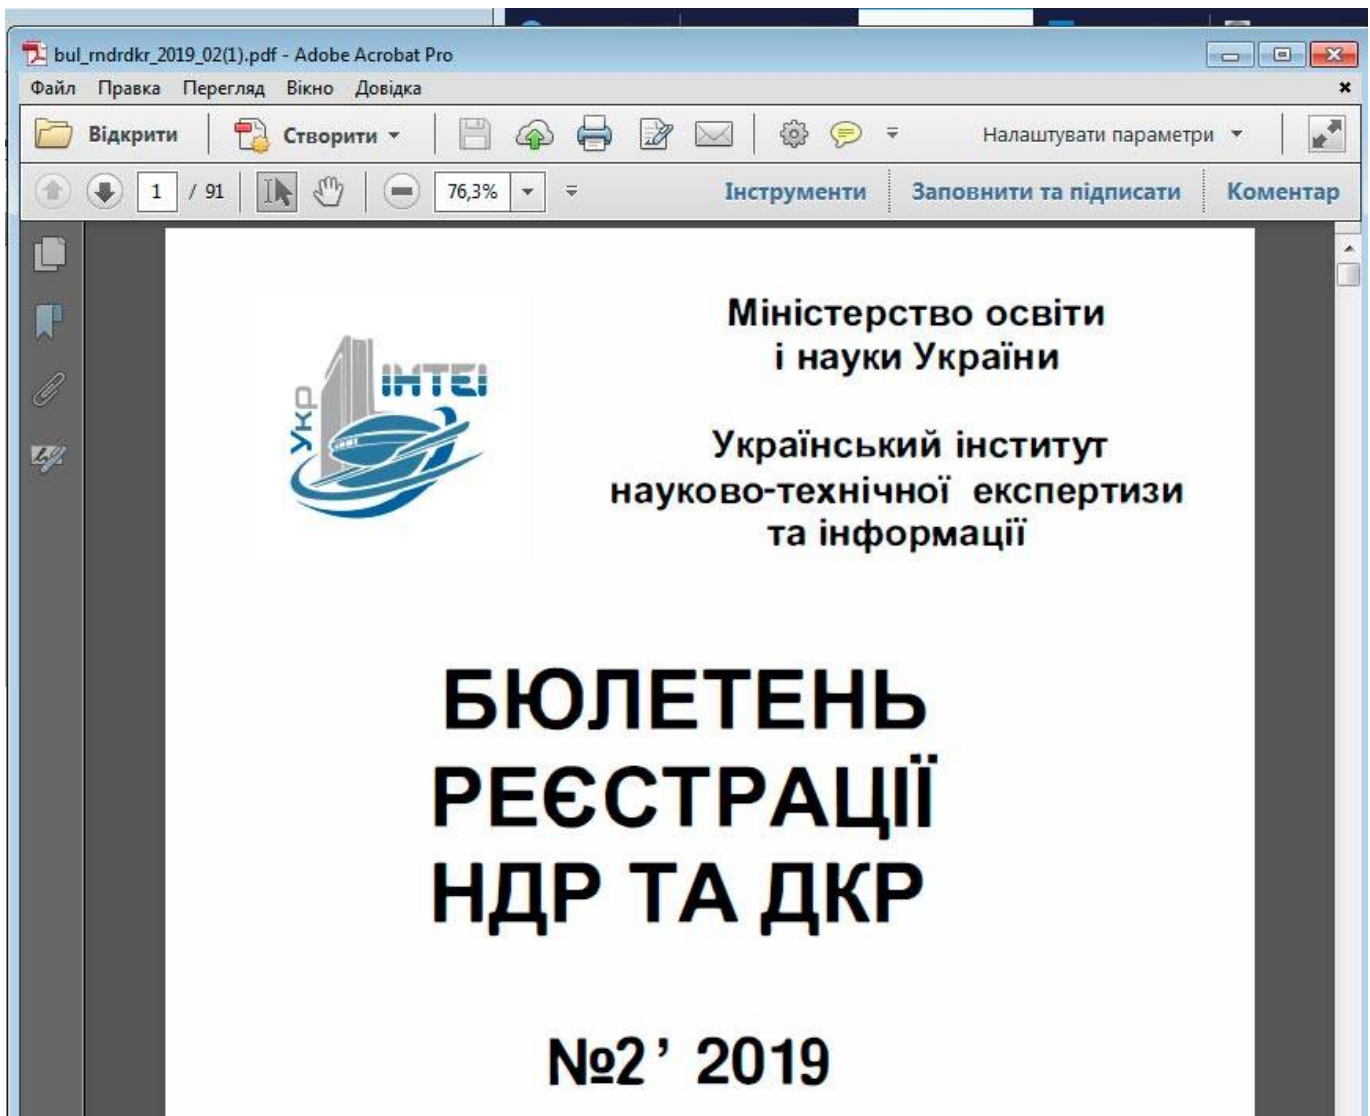 bul_rndrdkr_2019_02(1).pdf - Adobe Acrobat Pro
Файл Правка Перегляд Вікно Довідка
Відкрити Створити Налаштувати параметри
1 / 91 76,3% Інструменти Заповнити та підписати Коментар
Міністерство освіти
і науки України
УКР ІНТЕІ
Український інститут
науково-технічної експертизи
та інформації
БЮЛЕТЕНЬ
РЕЄСТРАЦІЇ
НДР ТА ДКР
№2’ 2019